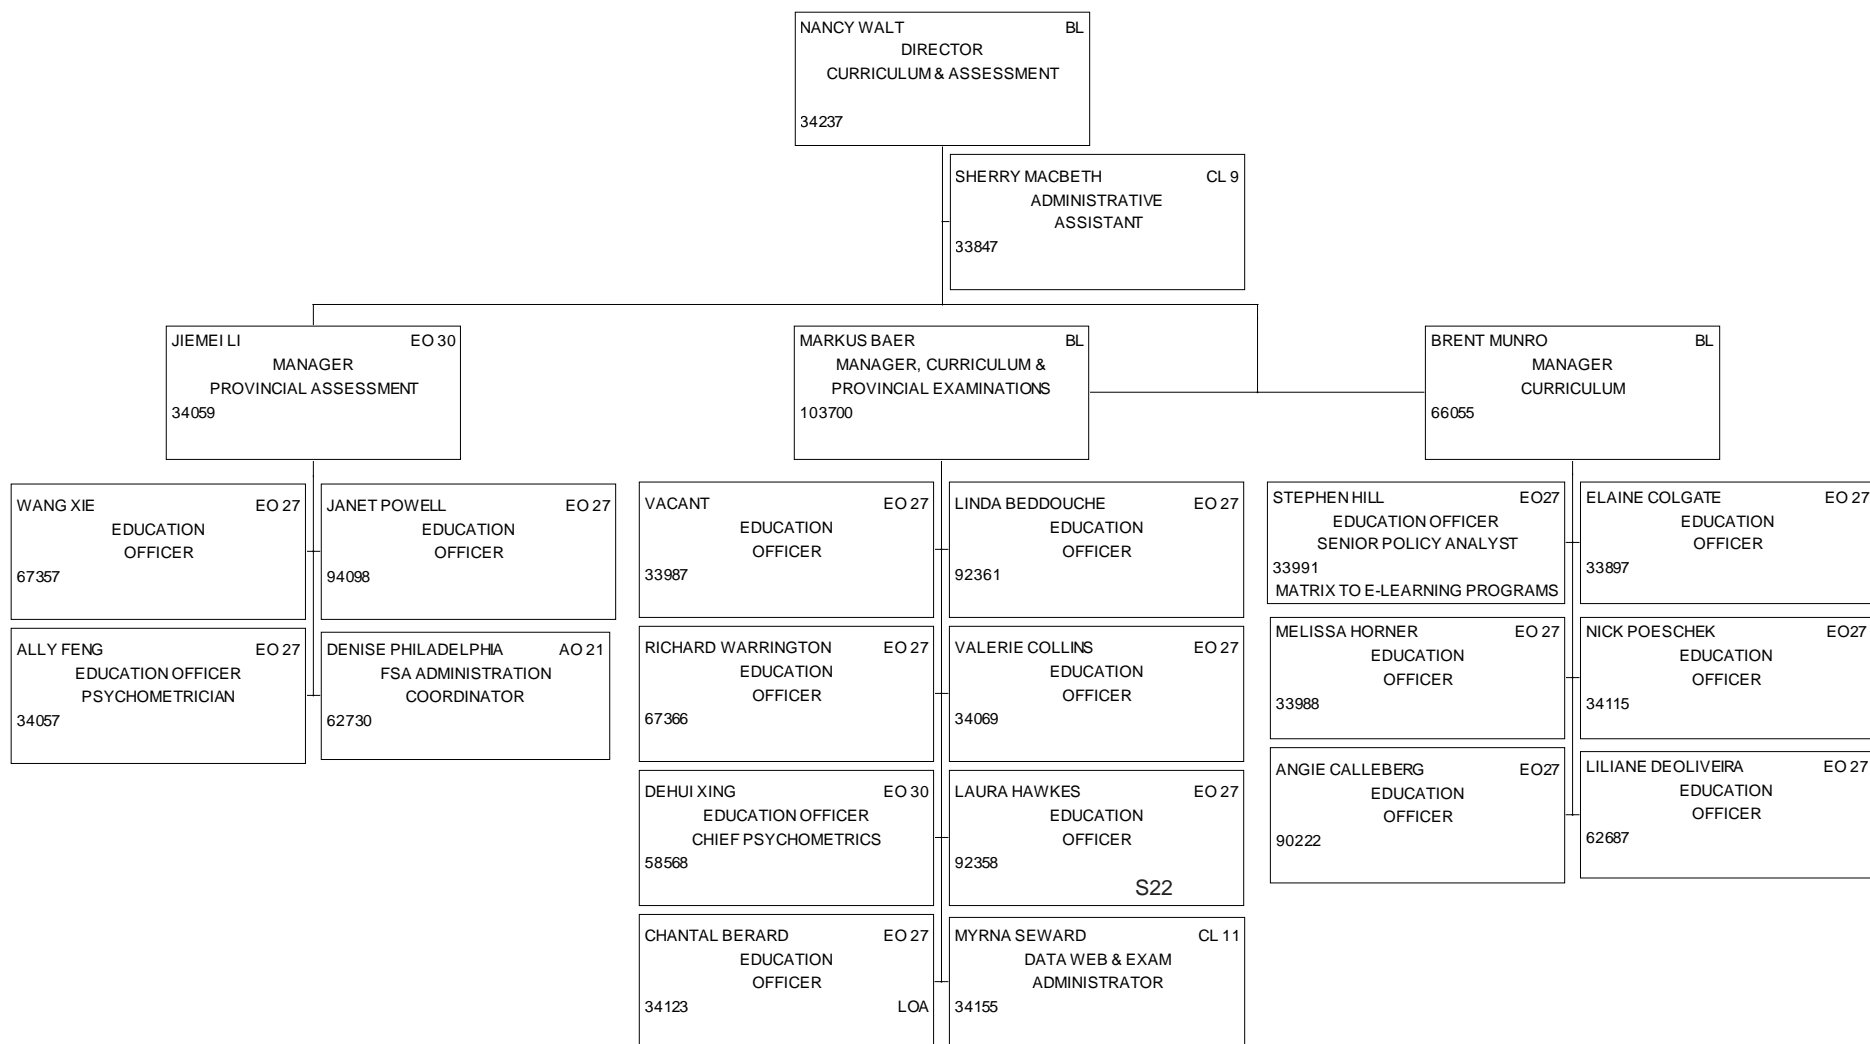 NANCY WALT BL
DIRECTOR
CURRICULUM & ASSESSMENT
34237
SHERRY MACBETH CL 9
ADMINISTRATIVE
ASSISTANT
33847
JIEMEI LI EO 30
MANAGER
PROVINCIAL ASSESSMENT
34059
MARKUS BAER BL
MANAGER, CURRICULUM &
PROVINCIAL EXAMINATIONS
103700
BRENT MUNRO BL
MANAGER
CURRICULUM
66055
WANG XIE EO 27
EDUCATION
OFFICER
67357
JANET POWELL EO 27
EDUCATION
OFFICER
94098
ALLY FENG EO 27
EDUCATION OFFICER
PSYCHOMETRICIAN
34057
DENISE PHILADELPHIA AO 21
FSA ADMINISTRATION
COORDINATOR
62730
VACANT EO 27
EDUCATION
OFFICER
33987
LINDA BEDDOUCHE EO 27
EDUCATION
OFFICER
92361
RICHARD WARRINGTON EO 27
EDUCATION
OFFICER
67366
VALERIE COLLINS EO 27
EDUCATION
OFFICER
34069
DEHUI XING EO 30
EDUCATION OFFICER
CHIEF PSYCHOMETRICS
58568
LAURA HAWKES EO 27
EDUCATION
OFFICER
92358
S22
CHANTAL BERARD EO 27
EDUCATION
OFFICER
34123 LOA
MYRNA SEWARD CL 11
DATA WEB & EXAM
ADMINISTRATOR
34155
STEPHEN HILL EO27
EDUCATION OFFICER
SENIOR POLICY ANALYST
33991
MATRIX TO E-LEARNING PROGRAMS
ELAINE COLGATE EO 27
EDUCATION
OFFICER
33897
MELISSA HORNER EO 27
EDUCATION
OFFICER
33988
NICK POESCHEK EO27
EDUCATION
OFFICER
34115
ANGIE CALLEBERG EO27
EDUCATION
OFFICER
90222
LILIANE DEOLIVEIRA EO 27
EDUCATION
OFFICER
62687